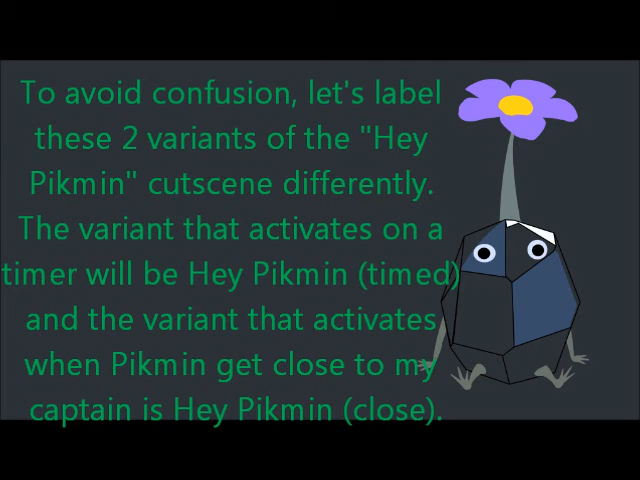 To avoid confusion, let's label
these 2 variants of the "Hey
Pikmin" cutscene differently.
The variant that activates on a
timer will be Hey Pikmin (timed)
and the variant that activates
when Pikmin get close to my
captain is Hey Pikmin (close).